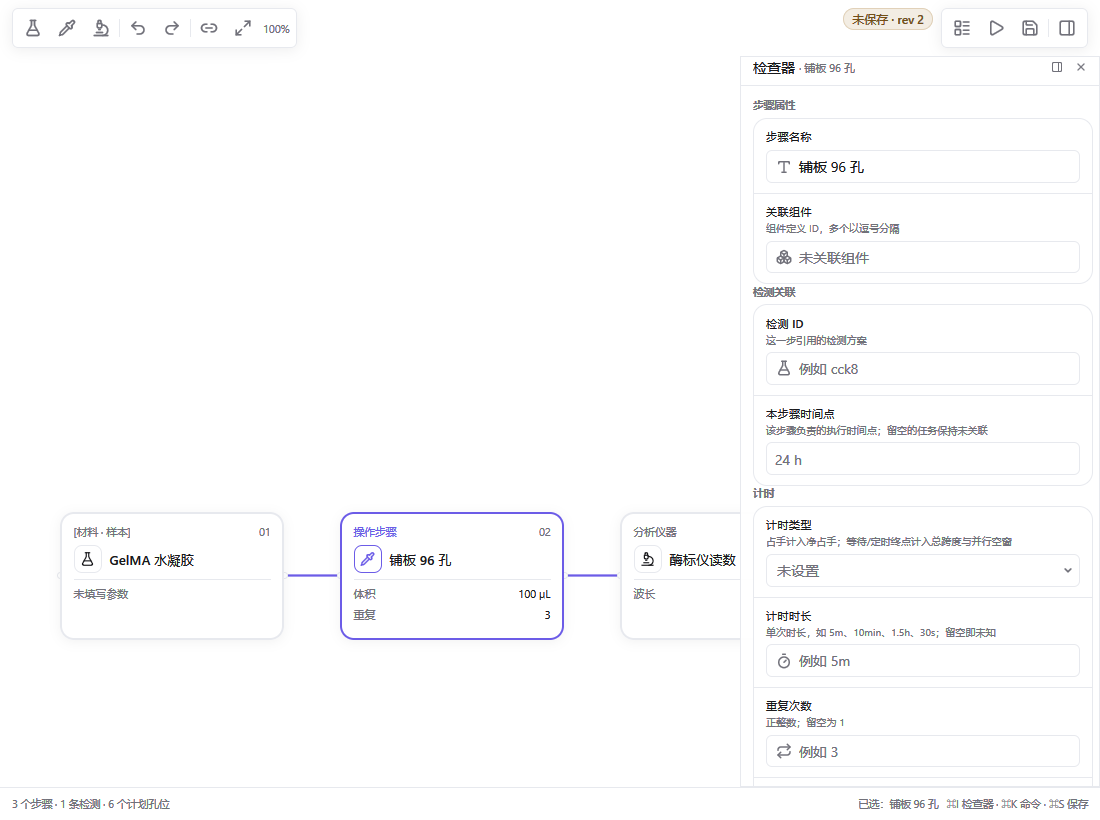 100%
未保存 · rev 2
检查器 · 铺板 96 孔
步骤属性
步骤名称
铺板 96 孔
关联组件
组件定义 ID，多个以逗号分隔
未关联组件
检测关联
检测 ID
这一步引用的检测方案
例如 cck8
本步骤时间点
该步骤负责的执行时间点；留空的任务保持未关联
24 h
计时
计时类型
占手计入净占手；等待/定时终点计入总跨度与并行空窗
未设置
计时时长
单次时长，如 5m、10min、1.5h、30s；留空即未知
例如 5m
重复次数
正整数；留空为 1
例如 3
[材料 · 样本] 01
GelMA 水凝胶
未填写参数
操作步骤 02
铺板 96 孔
体积 100 µL
重复 3
分析仪器
酶标仪读数
波长
3 个步骤 · 1 条检测 · 6 个计划孔位
已选：铺板 96 孔 ⌘I 检查器 · ⌘K 命令 · ⌘S 保存